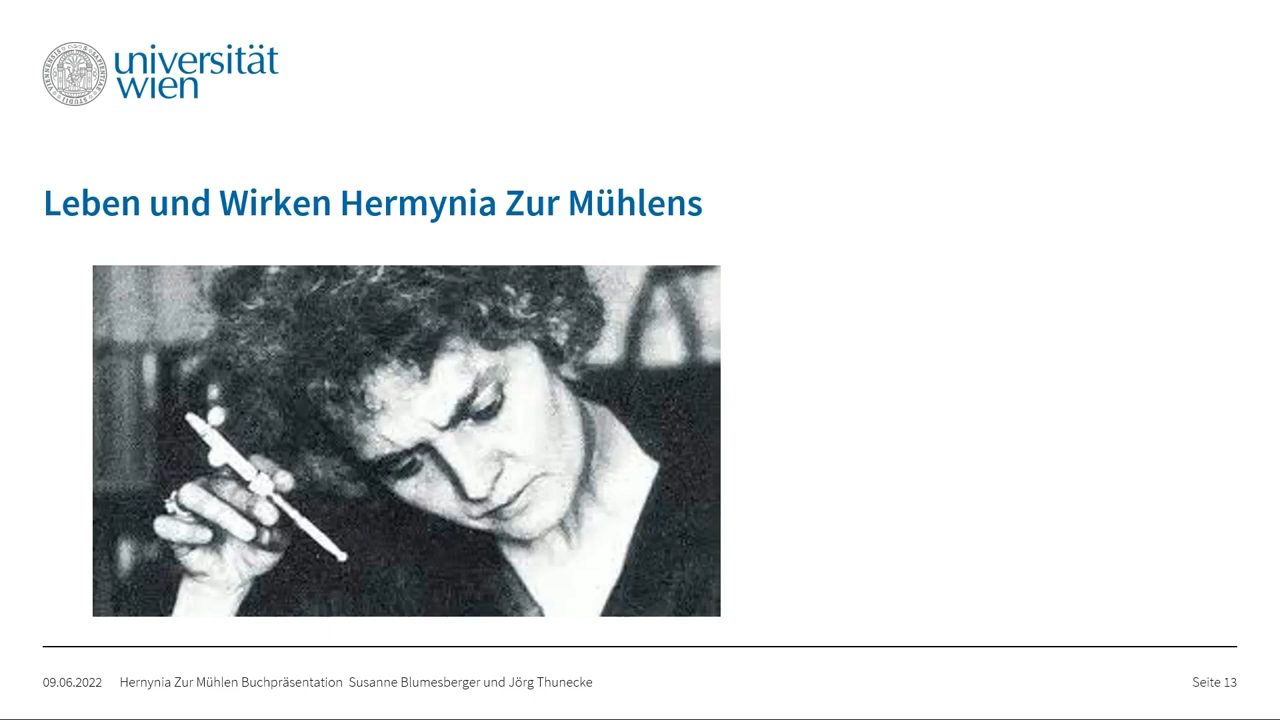 universität
wien
Leben und Wirken Hermynia Zur Mühlens
09.06.2022 Hernynia Zur Mühlen Buchpräsentation Susanne Blumesberger und Jörg Thunecke Seite 13